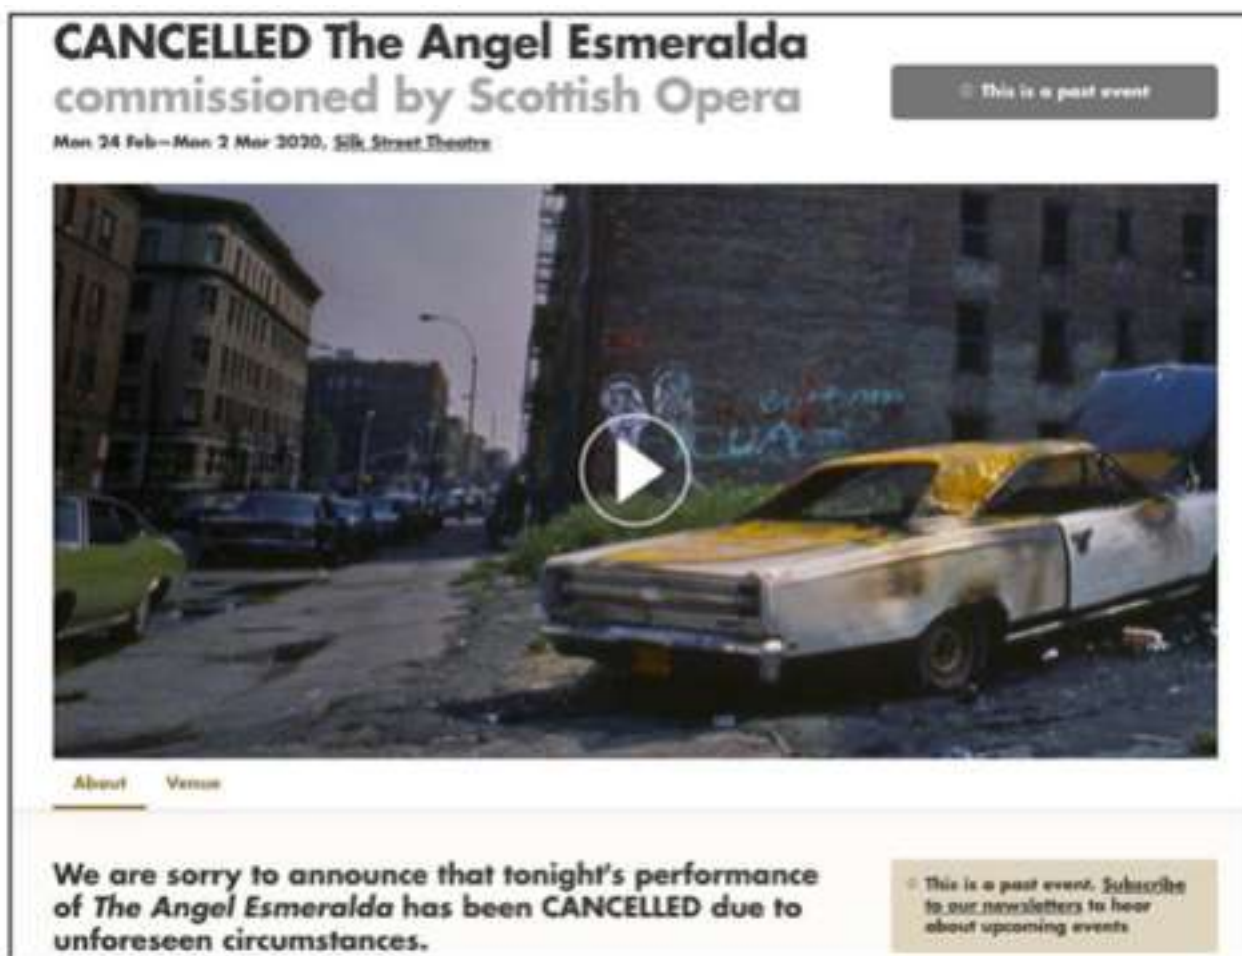 CANCELLED The Angel Esmeralda
commissioned by Scottish Opera
This is a past event
Mon 24 Feb–Mon 2 Mar 2020, Silk Street Theatre
About Venue
We are sorry to announce that tonight's performance
of The Angel Esmeralda has been CANCELLED due to
unforeseen circumstances.
This is a past event. Subscribe
to our newsletters to hear
about upcoming events